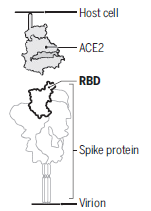 Host cell
ACE2
RBD
Spike protein
Virion